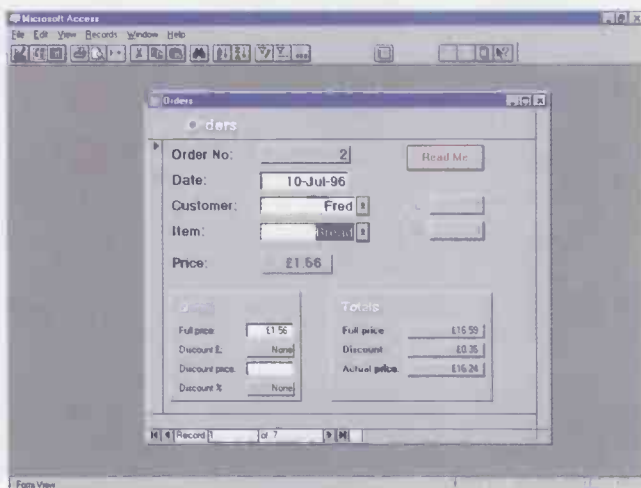 Microsoft Access
File Edit View Records Window Help
Orders
Orders
Order No: 2
Read Me
Date: 10-Jul-96
Customer: Fred
Item: Bread
Price: £1.56
Totals
Full price £1.56
Full price £16.59
Discount £: None
Discount £0.35
Discount price:
Actual price: £16.24
Discount % None
Record 1 of 7
Form View